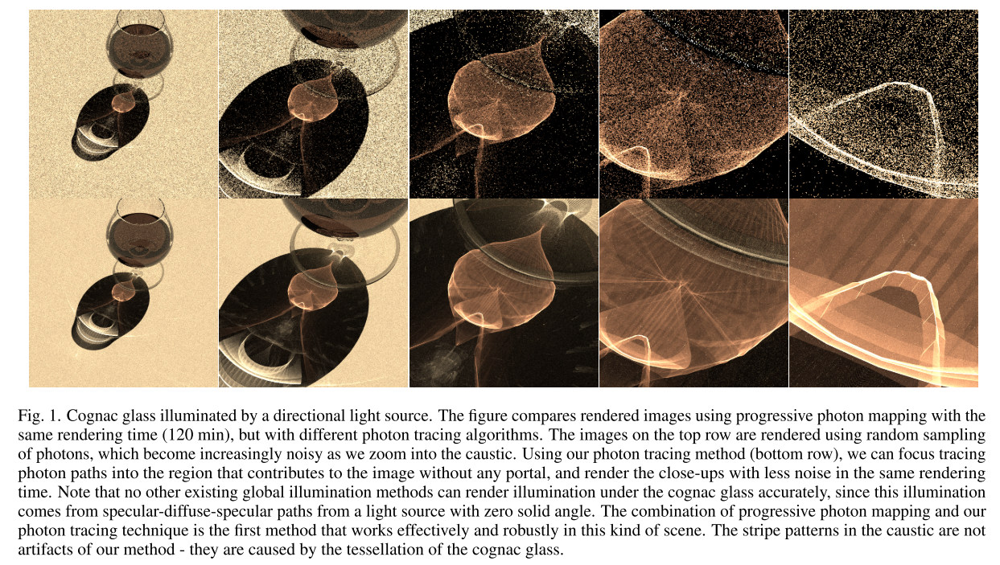 Fig. 1. Cognac glass illuminated by a directional light source. The figure compares rendered images using progressive photon mapping with the
same rendering time (120 min), but with different photon tracing algorithms. The images on the top row are rendered using random sampling
of photons, which become increasingly noisy as we zoom into the caustic. Using our photon tracing method (bottom row), we can focus tracing
photon paths into the region that contributes to the image without any portal, and render the close-ups with less noise in the same rendering
time. Note that no other existing global illumination methods can render illumination under the cognac glass accurately, since this illumination
comes from specular-diffuse-specular paths from a light source with zero solid angle. The combination of progressive photon mapping and our
photon tracing technique is the first method that works effectively and robustly in this kind of scene. The stripe patterns in the caustic are not
artifacts of our method - they are caused by the tessellation of the cognac glass.